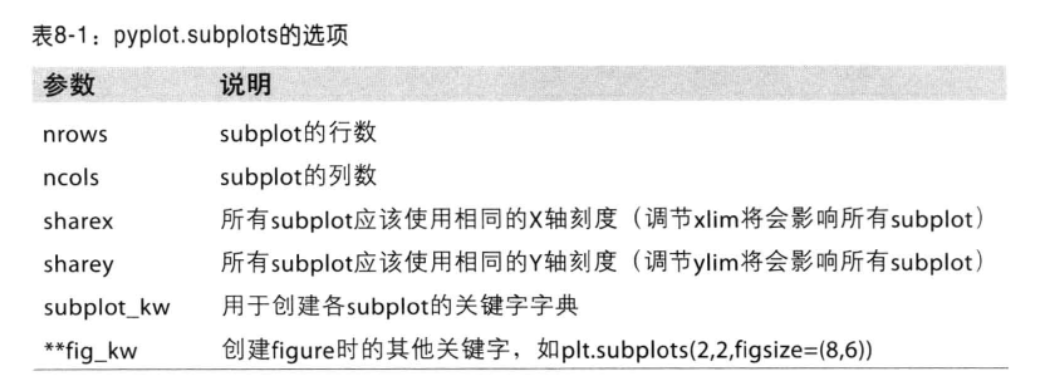 表8-1：pyplot.subplots的选项
参数 说明
nrows subplot的行数
ncols subplot的列数
sharex 所有subplot应该使用相同的X轴刻度（调节xlim将会影响所有subplot）
sharey 所有subplot应该使用相同的Y轴刻度（调节ylim将会影响所有subplot）
subplot_kw 用于创建各subplot的关键字字典
**fig_kw 创建figure时的其他关键字，如plt.subplots(2,2,figsize=(8,6))